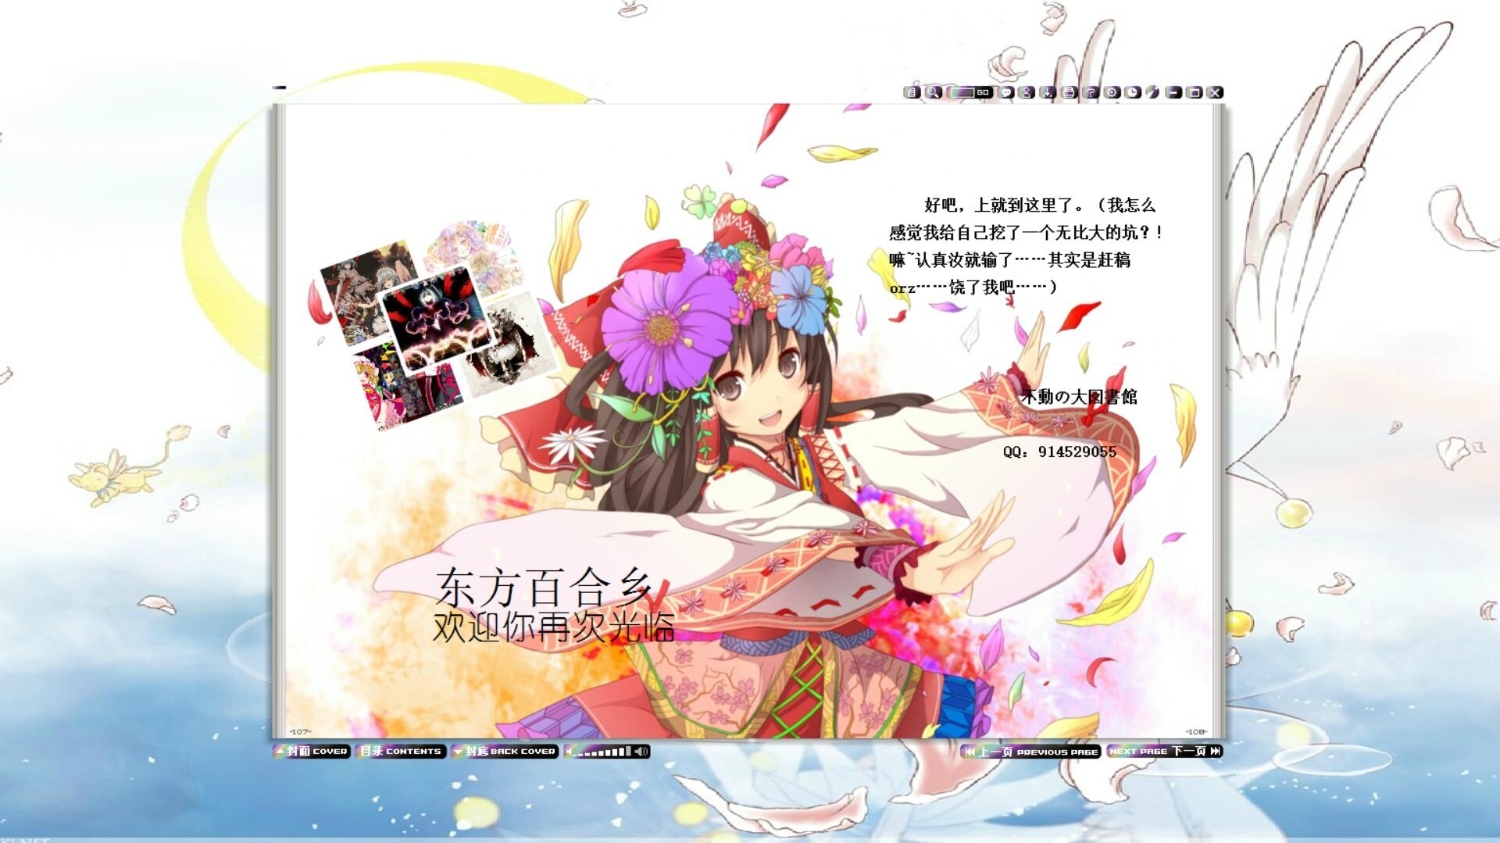 GO
好吧，上就到这里了。（我怎么
感觉我给自己挖了一个无比大的坑？！
嘛~认真汝就输了……其实是赶稿
orz……饶了我吧……）
不動の大図書館
QQ：914529055
东方百合乡
欢迎你再次光临
-107-
-108-
封面 COVER
目录 CONTENTS
封底 BACK COVER
上一页 PREVIOUS PAGE
NEXT PAGE 下一页